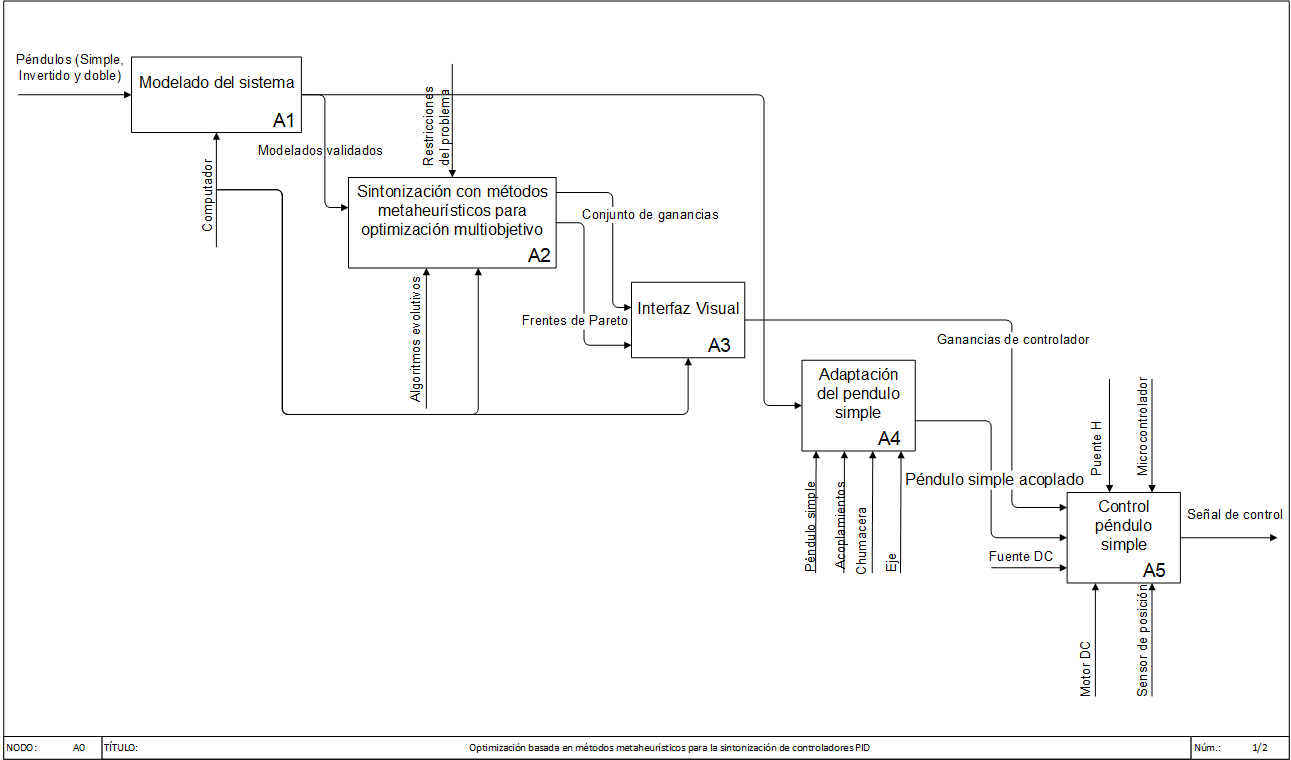 Péndulos (Simple,
Invertido y doble)
Modelado del sistema
A1
Computador
Modelados validados
Restricciones
del problema
Sintonización con métodos
metaheurísticos para
optimización multiobjetivo
A2
Algoritmos evolutivos
Conjunto de ganancias
Frentes de Pareto
Interfaz Visual
A3
Ganancias de controlador
Adaptación
del pendulo
simple
A4
Péndulo simple
Acoplamientos
Chumacera
Eje
Péndulo simple acoplado
Puente H
Microcontrolador
Fuente DC
Control
péndulo
simple
A5
Motor DC
Sensor de posición
Señal de control
NODO: A0
TÍTULO: Optimización basada en métodos metaheurísticos para la sintonización de controladores PID
Núm.: 1/2